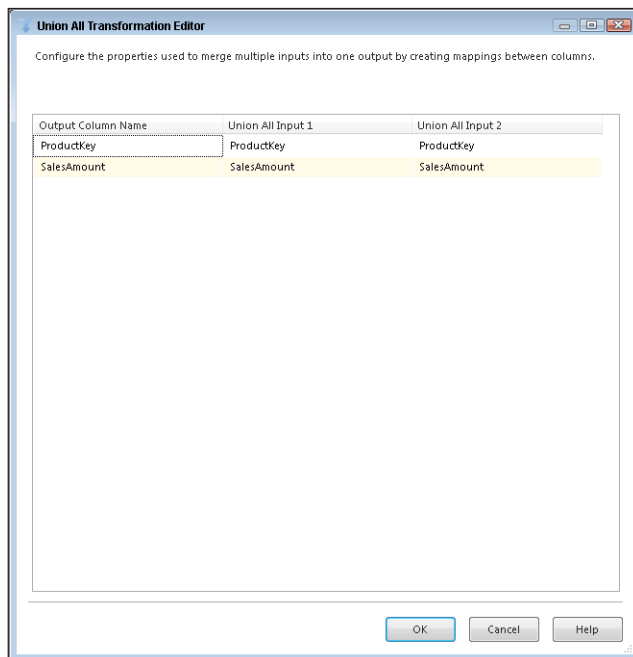 Union All Transformation Editor
Configure the properties used to merge multiple inputs into one output by creating mappings between columns.
Output Column Name Union All Input 1 Union All Input 2
ProductKey ProductKey ProductKey
SalesAmount SalesAmount SalesAmount
OK Cancel Help